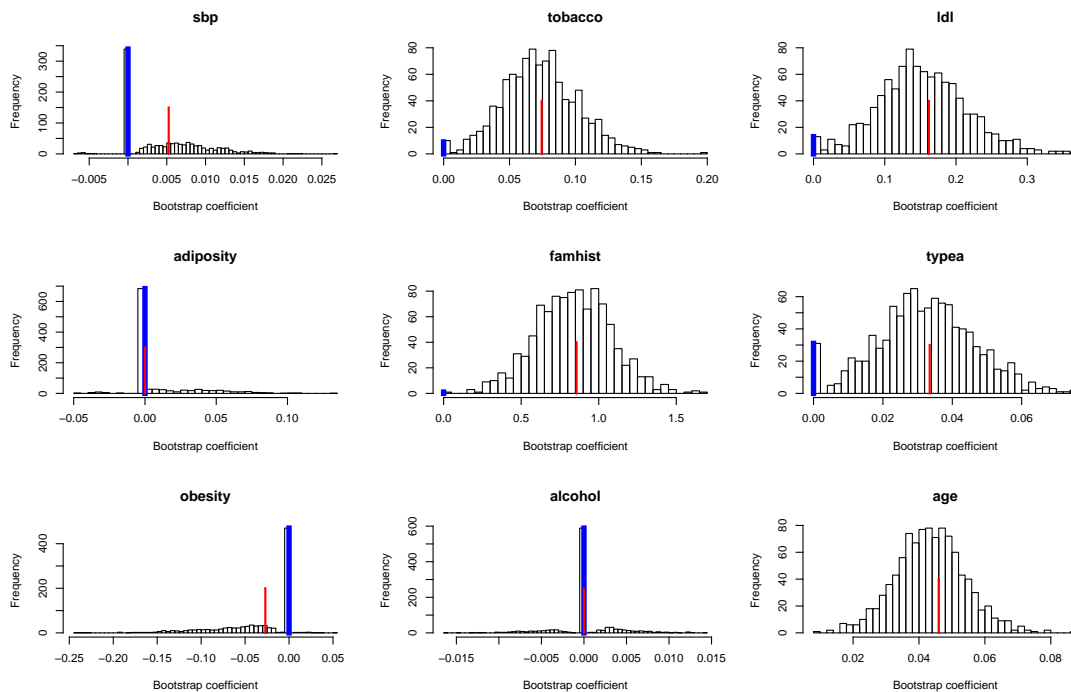 sbp
Frequency
0 100 200 300
−0.005 0.005 0.010 0.015 0.020 0.025
Bootstrap coefficient
tobacco
Frequency
0 20 40 60 80
0.00 0.05 0.10 0.15 0.20
Bootstrap coefficient
ldl
Frequency
0 20 40 60 80
0.0 0.1 0.2 0.3
Bootstrap coefficient
adiposity
Frequency
0 200 400 600
−0.05 0.00 0.05 0.10
Bootstrap coefficient
famhist
Frequency
0 20 40 60 80
0.0 0.5 1.0 1.5
Bootstrap coefficient
typea
Frequency
0 20 40 60
0.00 0.02 0.04 0.06
Bootstrap coefficient
obesity
Frequency
0 200 400
−0.25 −0.20 −0.15 −0.10 −0.05 0.00 0.05
Bootstrap coefficient
alcohol
Frequency
0 200 400 600
−0.015 −0.005 0.000 0.005 0.010 0.015
Bootstrap coefficient
age
Frequency
0 20 40 60 80
0.02 0.04 0.06 0.08
Bootstrap coefficient